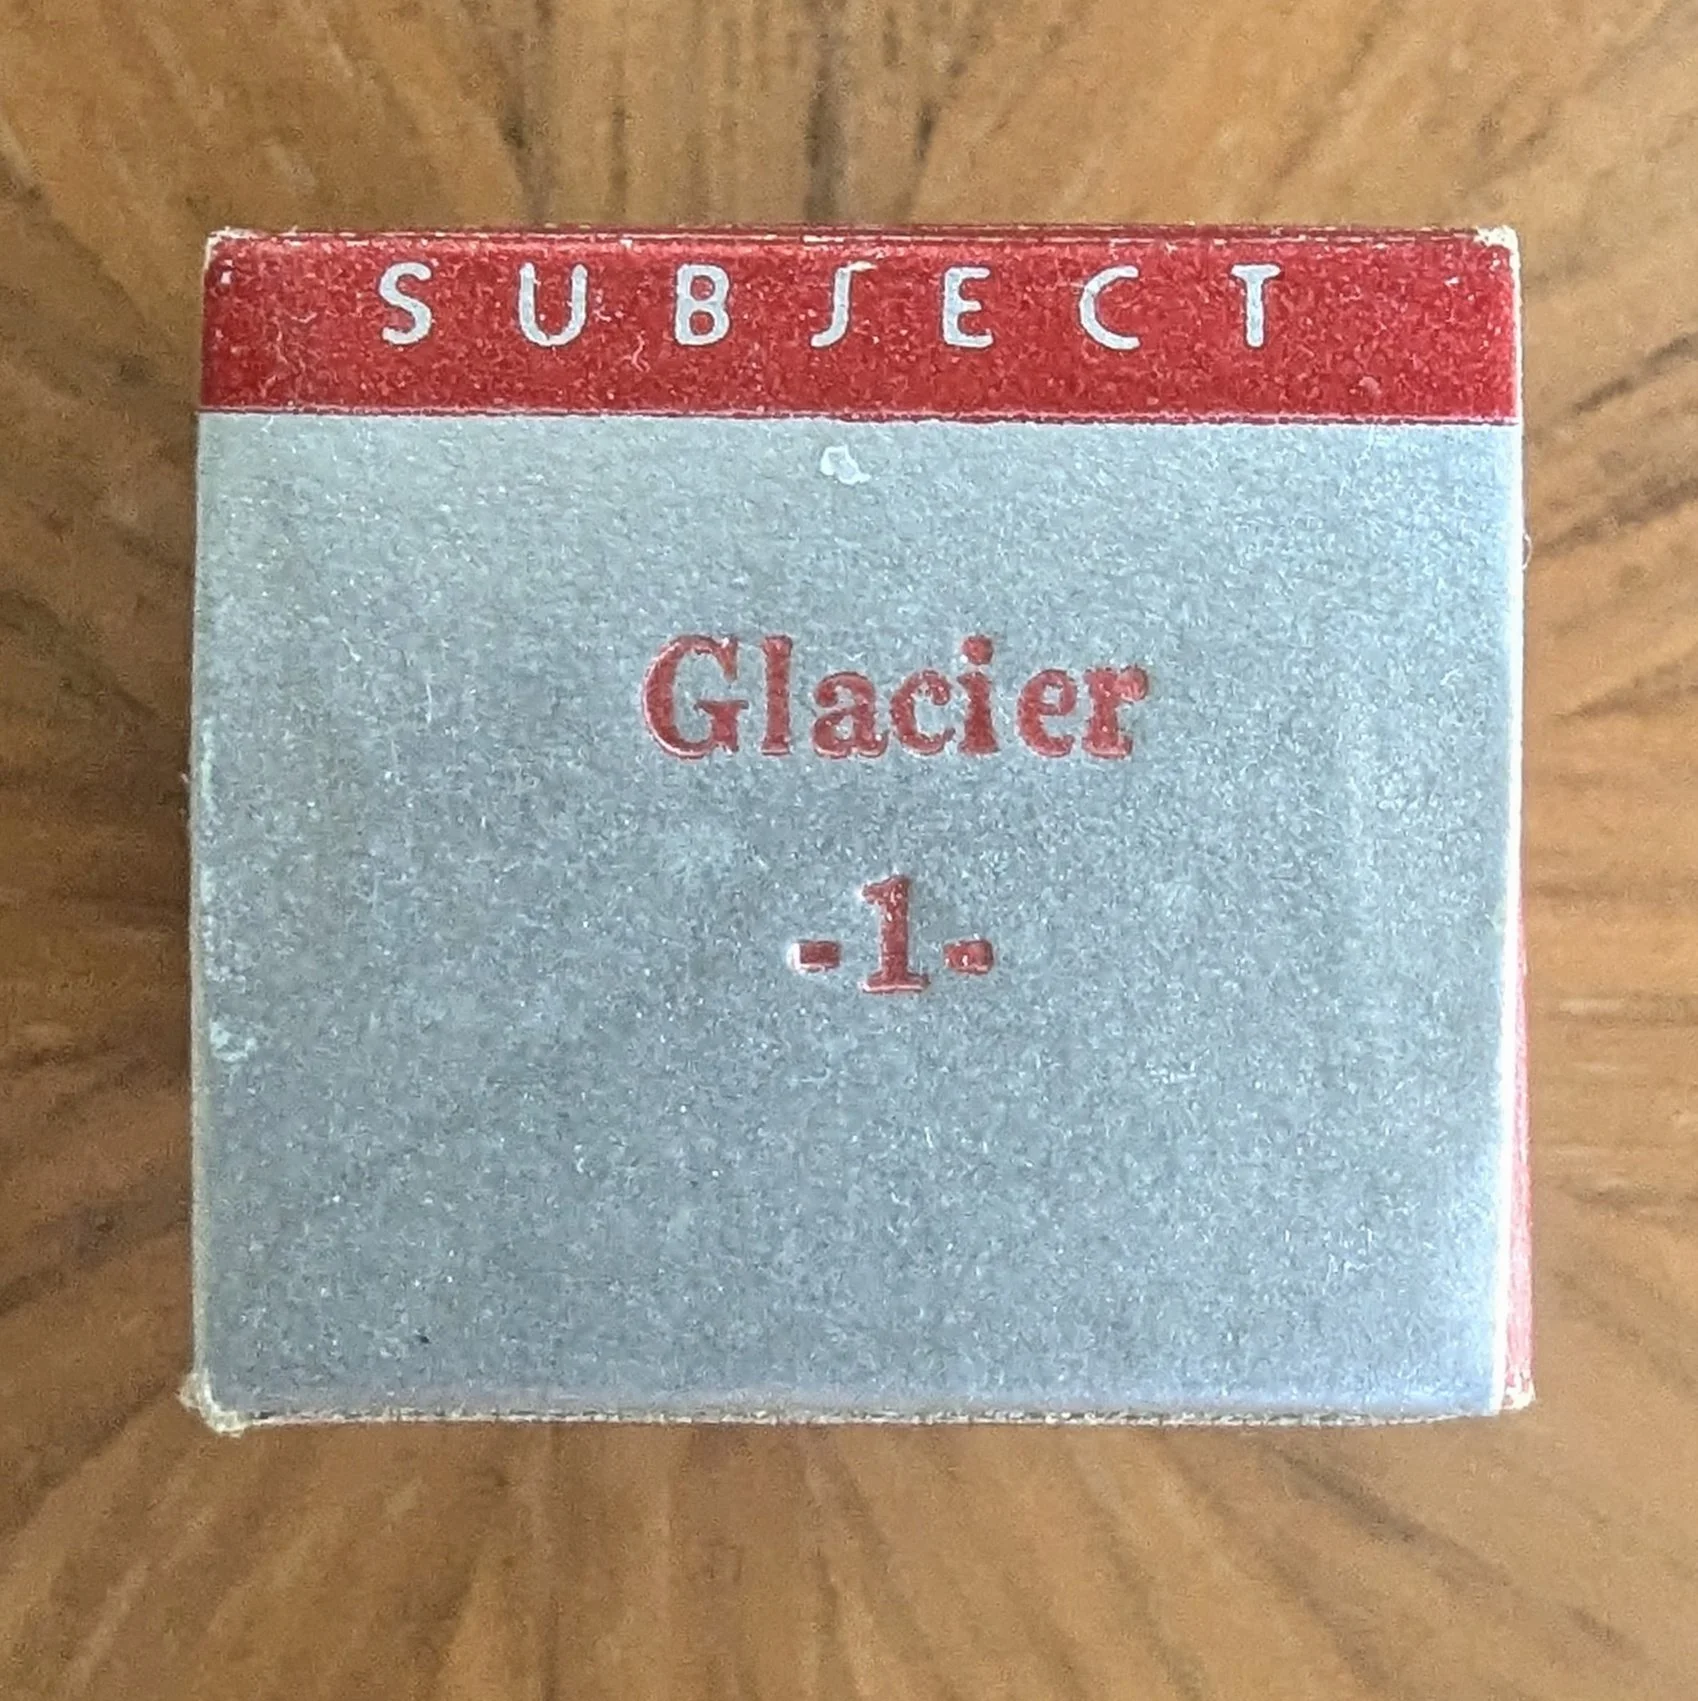 SUBJECT
Glacier
-1-